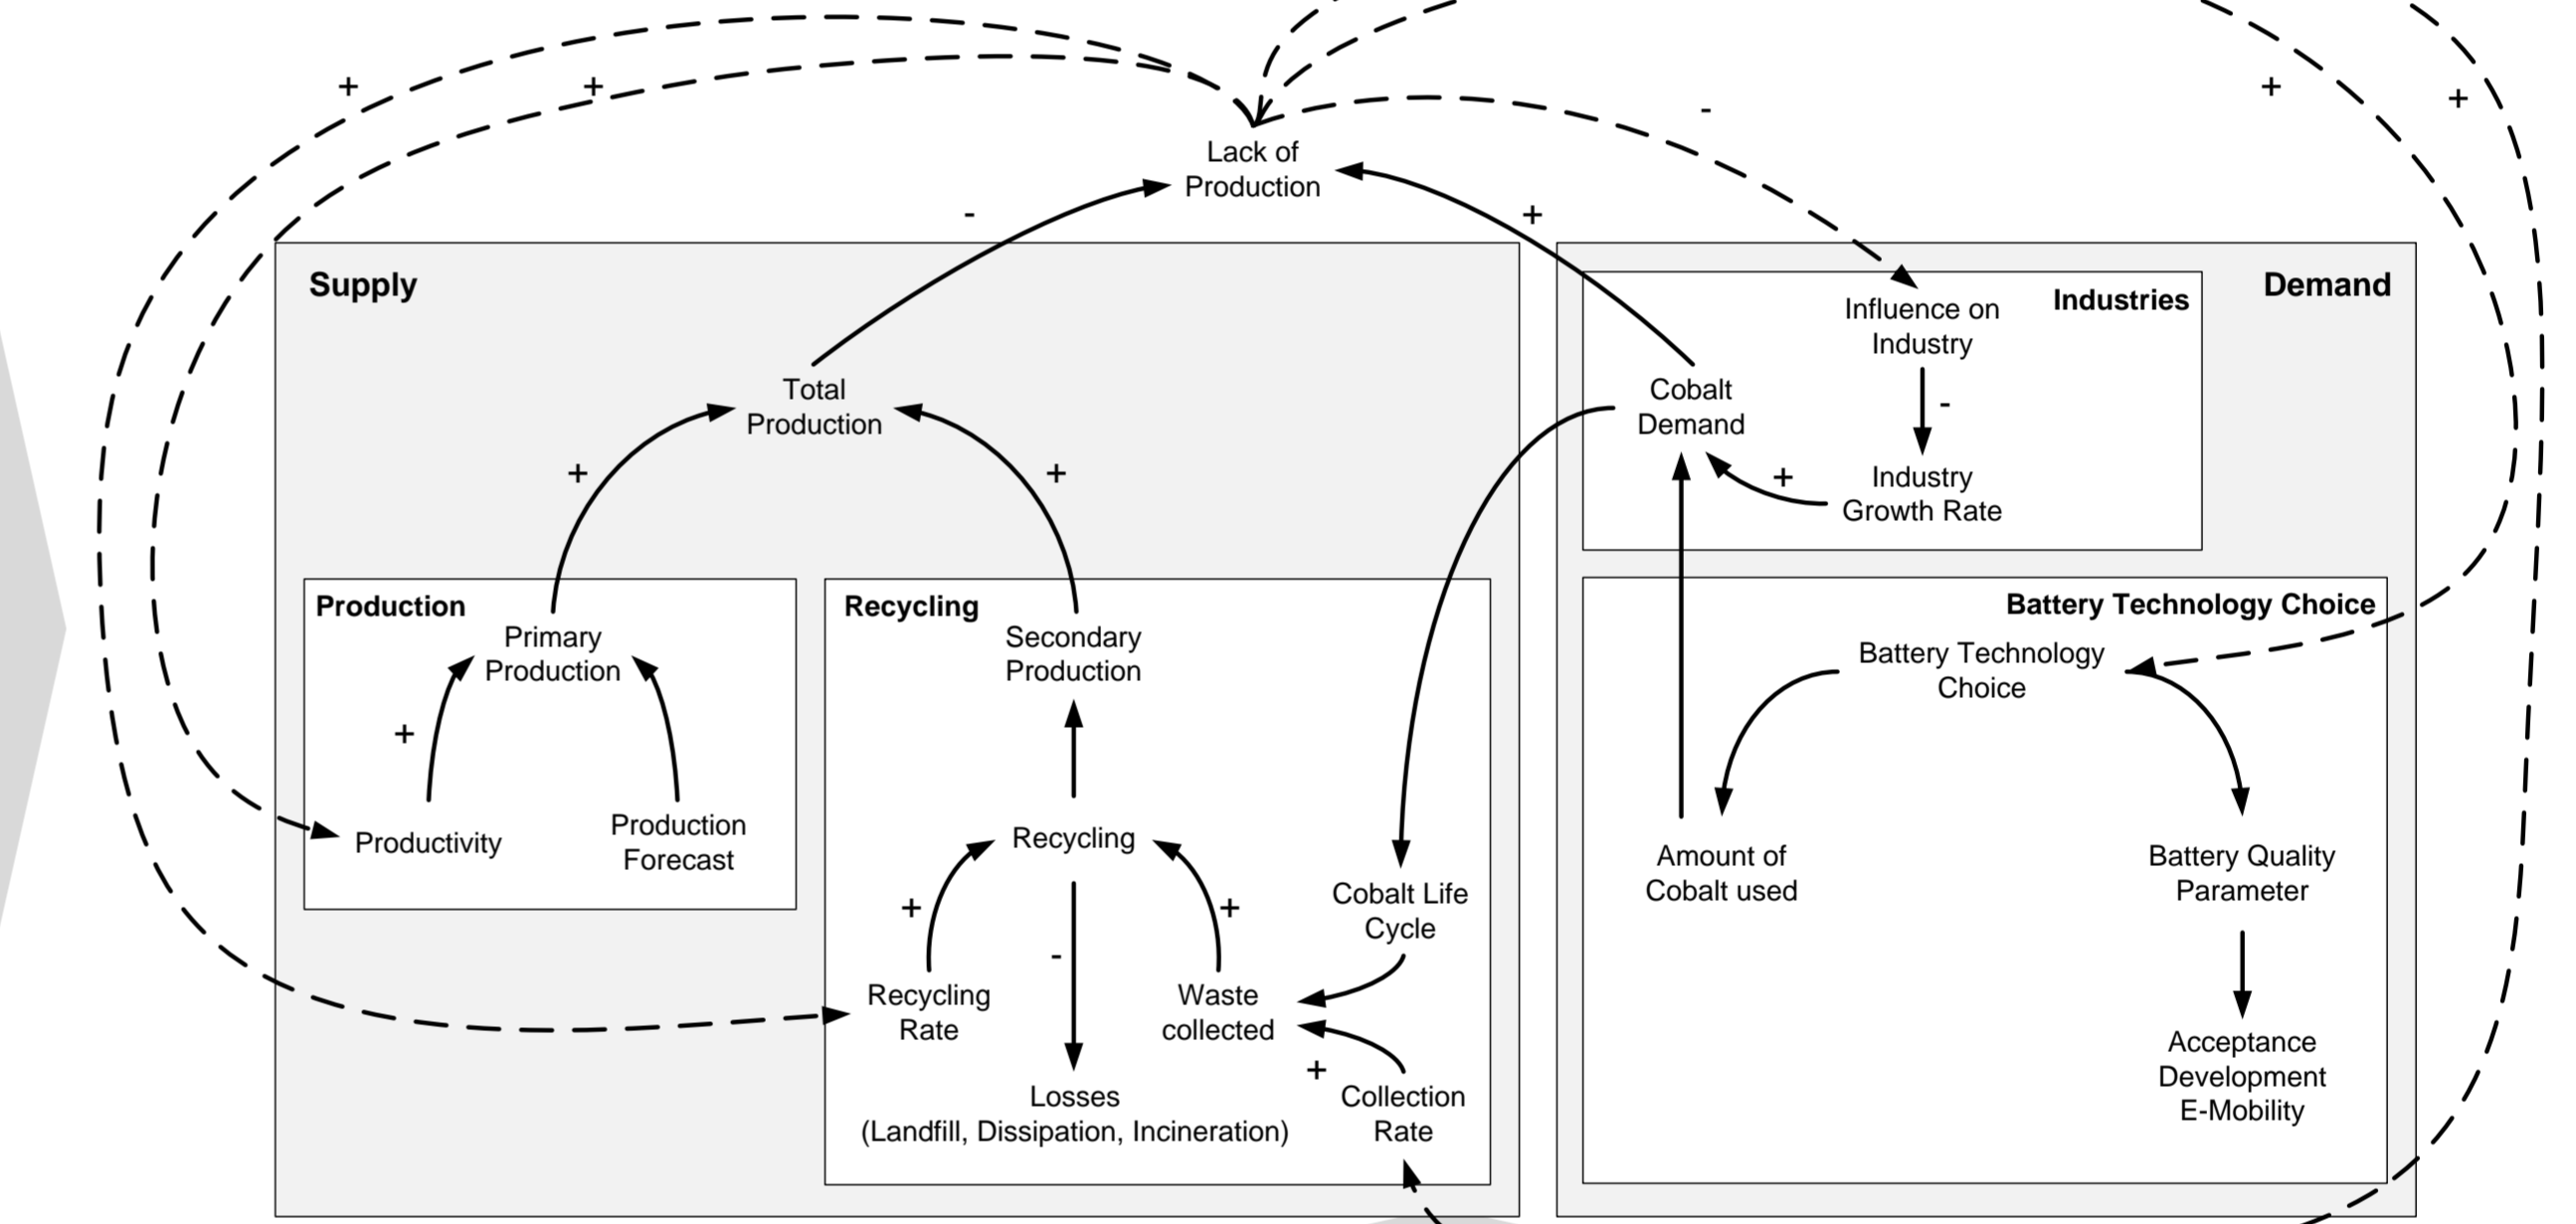 +
+
-
+
+
Lack of
Production
-
+
Supply
Demand
Industries
Influence on
Industry
Total
Production
Cobalt
Demand
-
+
+
+
Industry
Growth Rate
Production
Primary
Production
+
Productivity
Production
Forecast
Recycling
Secondary
Production
Recycling
+
+
-
Cobalt Life
Cycle
Recycling
Rate
Waste
collected
+
Losses
(Landfill, Dissipation, Incineration)
Collection
Rate
Battery Technology Choice
Battery Technology
Choice
Amount of
Cobalt used
Battery Quality
Parameter
Acceptance
Development
E-Mobility